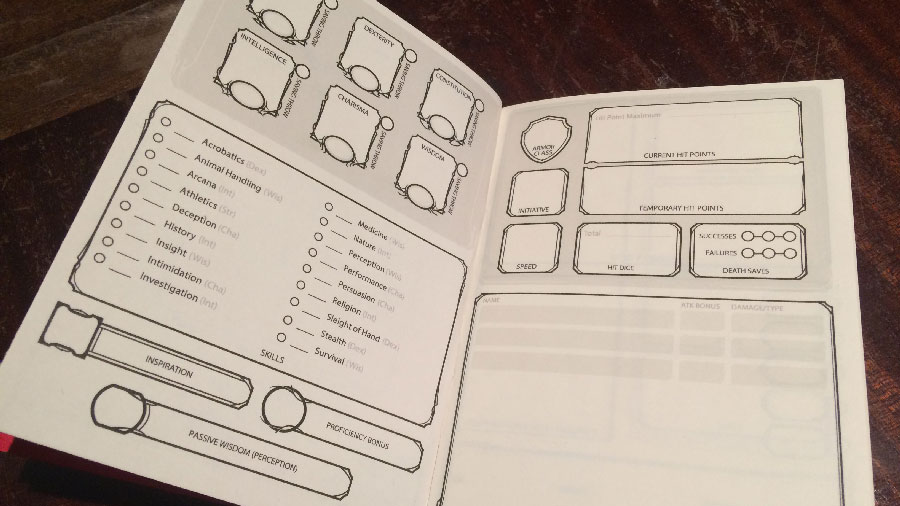 SAVING THROW
DEXTERITY
SAVING THROW
CONSTITUTION
SAVING THROW
INTELLIGENCE
SAVING THROW
CHARISMA
SAVING THROW
WISDOM
SAVING THROW
Acrobatics (Dex)
Animal Handling (Wis)
Arcana (Int)
Athletics (Str)
Deception (Cha)
History (Int)
Insight (Wis)
Intimidation (Cha)
Investigation (Int)
Medicine (Wis)
Nature (Int)
Perception (Wis)
Performance (Cha)
Persuasion (Cha)
Religion (Int)
Sleight of Hand (Dex)
Stealth (Dex)
Survival (Wis)
SKILLS
INSPIRATION
PROFICIENCY BONUS
PASSIVE WISDOM (PERCEPTION)
ARMOR
CLASS
Hit Point Maximum
CURRENT HIT POINTS
INITIATIVE
TEMPORARY HIT POINTS
SPEED
Total
HIT DICE
SUCCESSES
FAILURES
DEATH SAVES
NAME
ATK BONUS
DAMAGE/TYPE